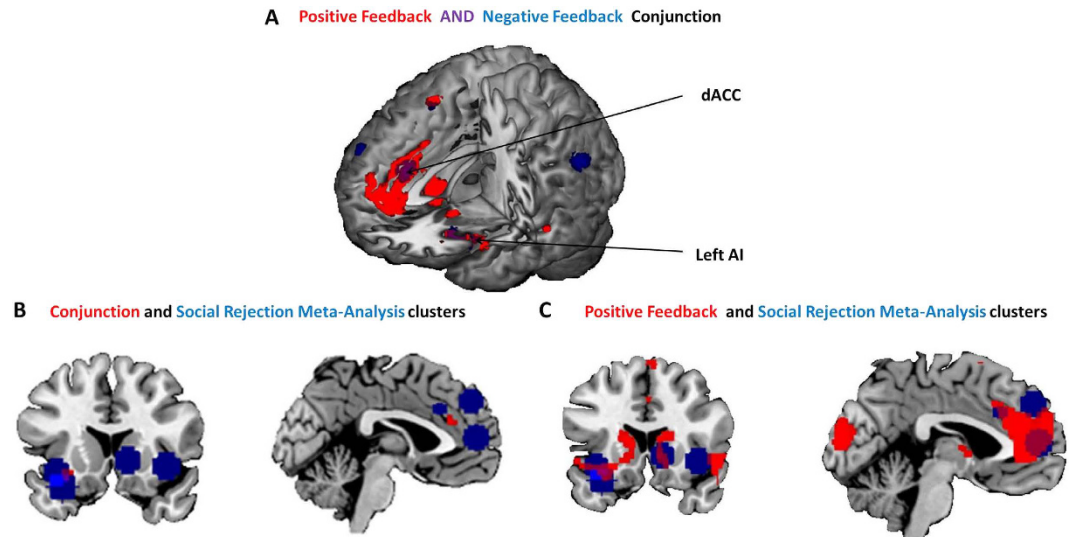 A Positive Feedback AND Negative Feedback Conjunction
dACC
Left AI
B Conjunction and Social Rejection Meta-Analysis clusters
C Positive Feedback and Social Rejection Meta-Analysis clusters